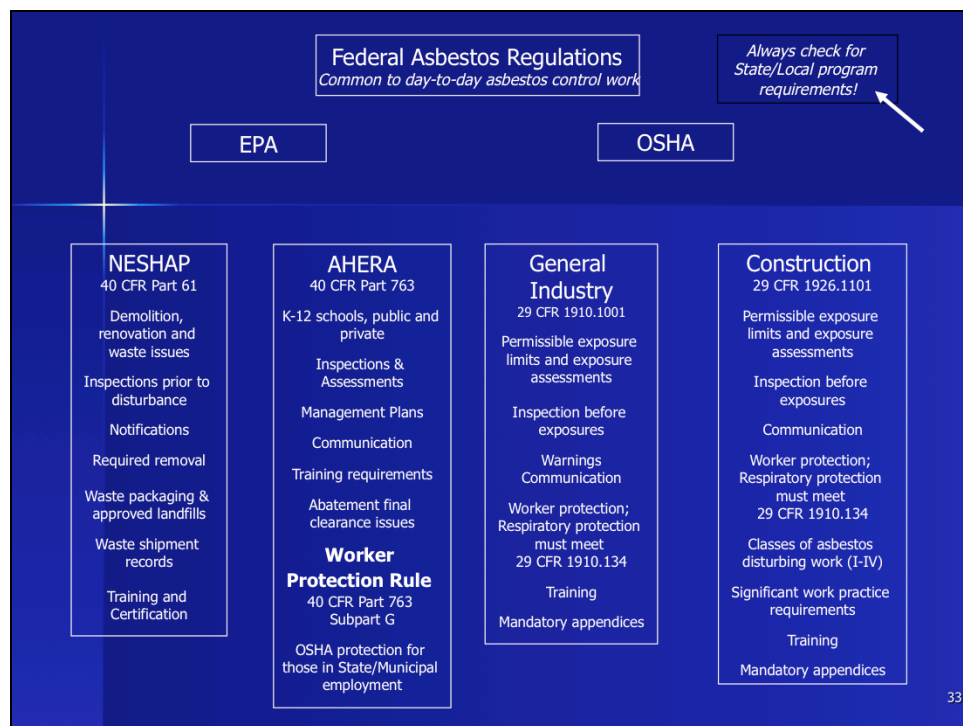 Federal Asbestos Regulations
Common to day-to-day asbestos control work
Always check for
State/Local program
requirements!
EPA
OSHA
NESHAP
40 CFR Part 61
Demolition,
renovation and
waste issues
Inspections prior to
disturbance
Notifications
Required removal
Waste packaging &
approved landfills
Waste shipment
records
Training and
Certification
AHERA
40 CFR Part 763
K-12 schools, public and
private
Inspections &
Assessments
Management Plans
Communication
Training requirements
Abatement final
clearance issues
Worker
Protection Rule
40 CFR Part 763
Subpart G
OSHA protection for
those in State/Municipal
employment
General
Industry
29 CFR 1910.1001
Permissible exposure
limits and exposure
assessments
Inspection before
exposures
Warnings
Communication
Worker protection;
Respiratory protection
must meet
29 CFR 1910.134
Training
Mandatory appendices
Construction
29 CFR 1926.1101
Permissible exposure
limits and exposure
assessments
Inspection before
exposures
Communication
Worker protection;
Respiratory protection
must meet
29 CFR 1910.134
Classes of asbestos
disturbing work (I-IV)
Significant work practice
requirements
Training
Mandatory appendices
33